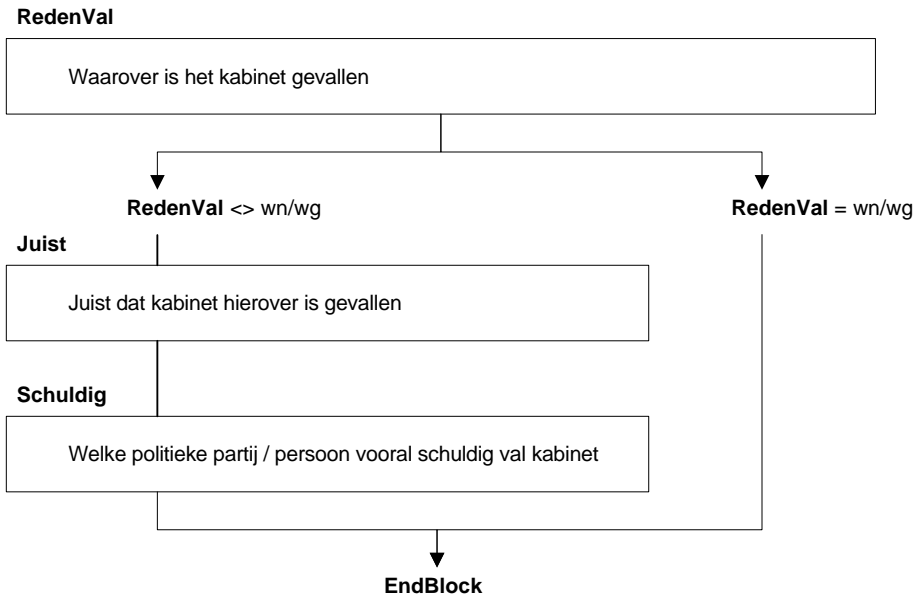 RedenVal
Waarover is het kabinet gevallen
RedenVal <> wn/wg
RedenVal = wn/wg
Juist
Juist dat kabinet hierover is gevallen
Schuldig
Welke politieke partij / persoon vooral schuldig val kabinet
EndBlock